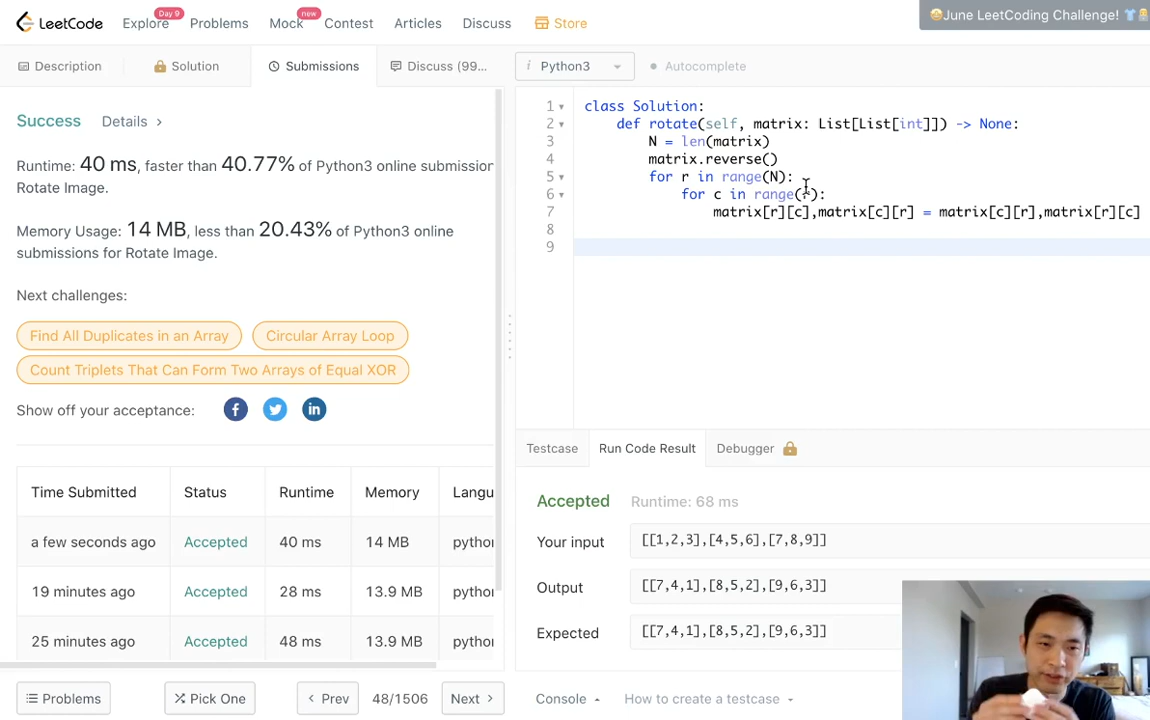 LeetCode
Explore
Day 9
Problems
Mock
new
Contest
Articles
Discuss
Store
June LeetCoding Challenge!
Description
Solution
Submissions
Discuss (99...
i Python3
Autocomplete
Success
Details >
Runtime: 40 ms, faster than 40.77% of Python3 online submission
Rotate Image.
Memory Usage: 14 MB, less than 20.43% of Python3 online
submissions for Rotate Image.
Next challenges:
Find All Duplicates in an Array
Circular Array Loop
Count Triplets That Can Form Two Arrays of Equal XOR
Show off your acceptance:
Time Submitted Status Runtime Memory Langu
a few seconds ago Accepted 40 ms 14 MB python
19 minutes ago Accepted 28 ms 13.9 MB python
25 minutes ago Accepted 48 ms 13.9 MB python
Problems
Pick One
< Prev
48/1506
Next >
1 class Solution:
2 def rotate(self, matrix: List[List[int]]) -> None:
3 N = len(matrix)
4 matrix.reverse()
5 for r in range(N):
6 for c in range(r):
7 matrix[r][c],matrix[c][r] = matrix[c][r],matrix[r][c]
8
9
Testcase
Run Code Result
Debugger
Accepted
Runtime: 68 ms
Your input
[[1,2,3],[4,5,6],[7,8,9]]
Output
[[7,4,1],[8,5,2],[9,6,3]]
Expected
[[7,4,1],[8,5,2],[9,6,3]]
Console
How to create a testcase